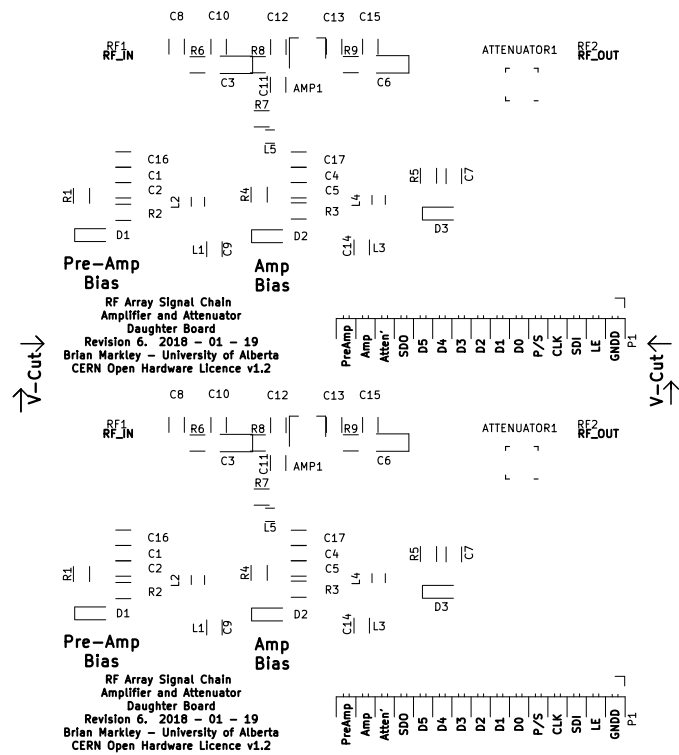 C8 C10 C12 C13 C15
RF1 RF2
RF_IN R6 R8 R9 ATTENUATOR1 RF_OUT
C3 C11 AMP1 C6
R7
L5
C16 C17
C1 C4 R5 C7
R1 C2 L2 R4 C5 L4
R2 R3
D1 D2 D3
L1 C9 C14 L3
Pre-Amp Amp
Bias Bias
RF Array Signal Chain
Amplifier and Attenuator
Daughter Board
Revision 6. 2018 - 01 - 19
Brian Markley - University of Alberta
CERN Open Hardware Licence v1.2
PreAmp Amp Atten' SDO D5 D4 D3 D2 D1 D0 P/S CLK SDI LE GNDD P1
V-Cut V-Cut
C8 C10 C12 C13 C15
RF1 RF2
RF_IN R6 R8 R9 ATTENUATOR1 RF_OUT
C3 C11 AMP1 C6
R7
L5
C16 C17
C1 C4 R5 C7
R1 C2 L2 R4 C5 L4
R2 R3
D1 D2 D3
L1 C9 C14 L3
Pre-Amp Amp
Bias Bias
RF Array Signal Chain
Amplifier and Attenuator
Daughter Board
Revision 6. 2018 - 01 - 19
Brian Markley - University of Alberta
CERN Open Hardware Licence v1.2
PreAmp Amp Atten' SDO D5 D4 D3 D2 D1 D0 P/S CLK SDI LE GNDD P1